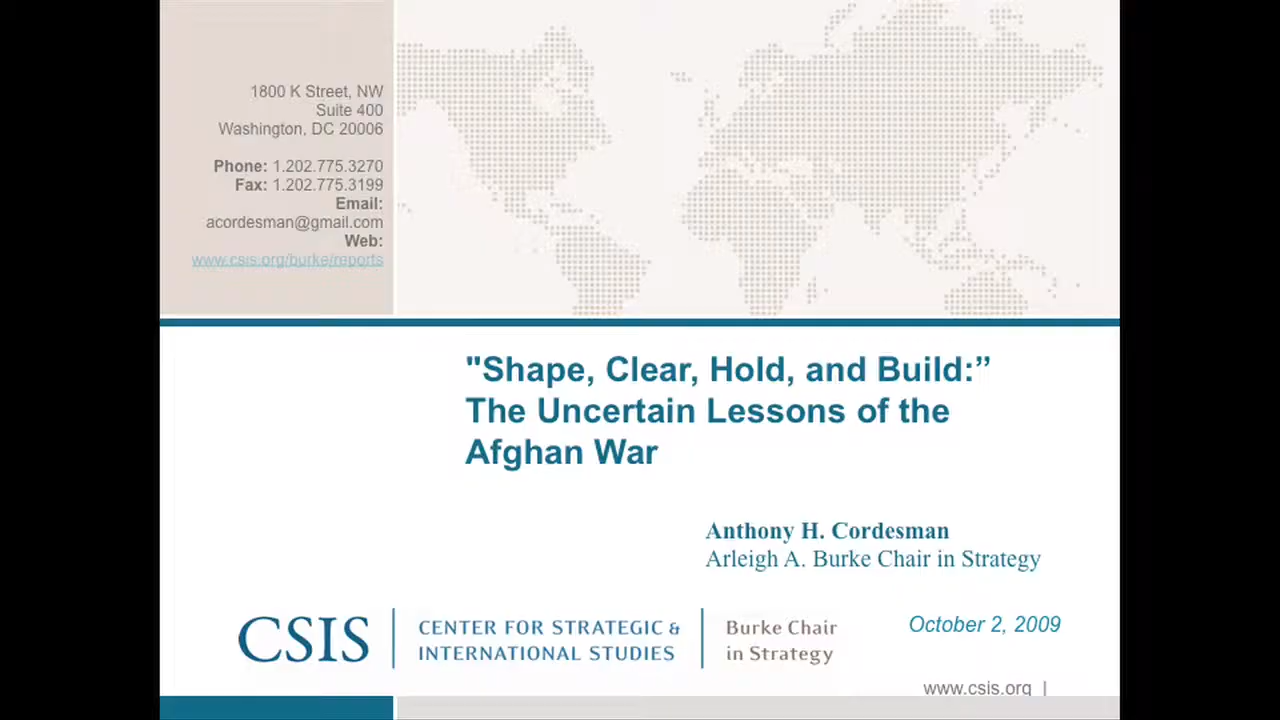 1800 K Street, NW
Suite 400
Washington, DC 20006
Phone: 1.202.775.3270
Fax: 1.202.775.3199
Email:
acordesman@gmail.com
Web:
www.csis.org/burke/reports
"Shape, Clear, Hold, and Build:”
The Uncertain Lessons of the
Afghan War
Anthony H. Cordesman
Arleigh A. Burke Chair in Strategy
CSIS
CENTER FOR STRATEGIC &
INTERNATIONAL STUDIES
Burke Chair
in Strategy
October 2, 2009
www.csis.org |